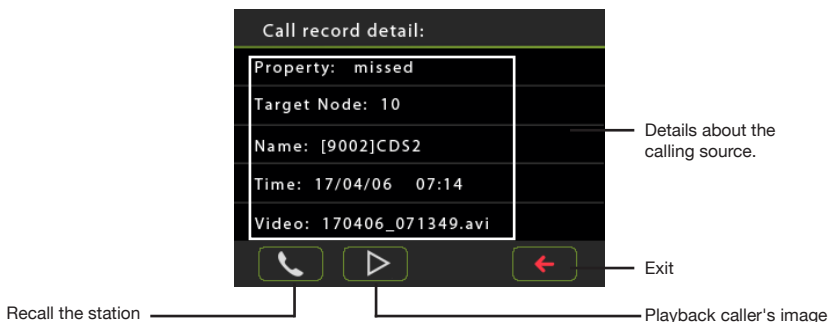 Call record detail:
Property: missed
Target Node: 10
Name: [9002]CDS2
Time: 17/04/06 07:14
Video: 170406_071349.avi
Details about the
calling source.
Exit
Recall the station
Playback caller's image